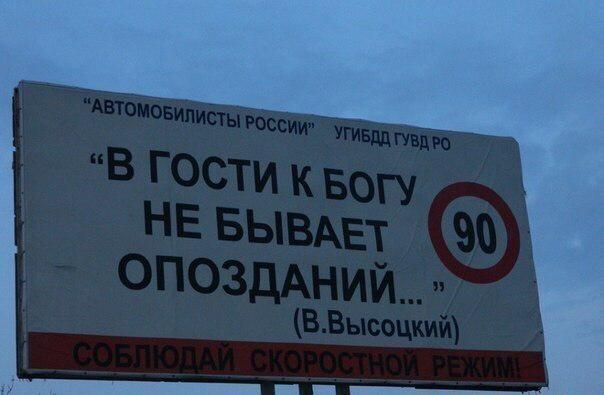 "АВТОМОБИЛИСТЫ РОССИИ" УГИБДД ГУВД РО
"В ГОСТИ К БОГУ
НЕ БЫВАЕТ
ОПОЗДАНИЙ... "
90
(В.Высоцкий)
СОБЛЮДАЙ СКОРОСТНОЙ РЕЖИМ!